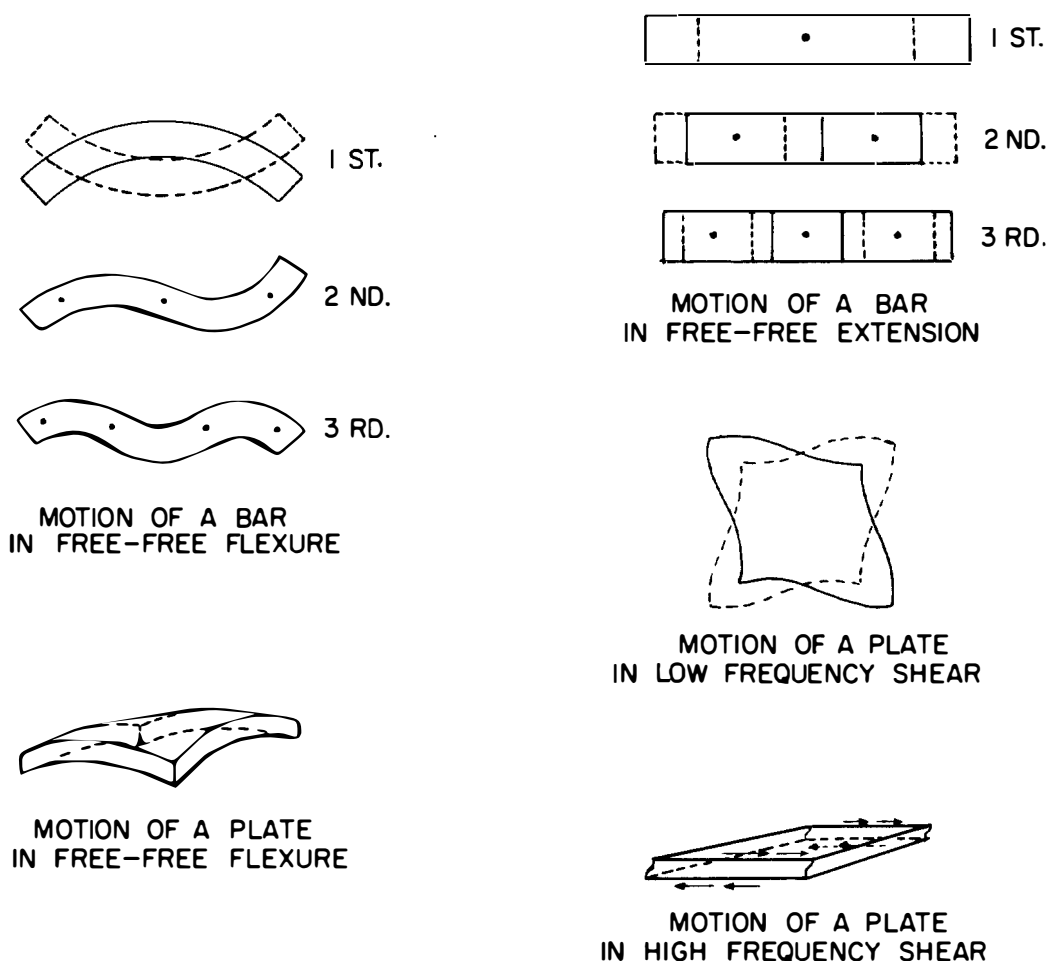 1 ST.
2 ND.
3 RD.
MOTION OF A BAR
IN FREE-FREE FLEXURE
MOTION OF A PLATE
IN FREE-FREE FLEXURE
1 ST.
2 ND.
3 RD.
MOTION OF A BAR
IN FREE-FREE EXTENSION
MOTION OF A PLATE
IN LOW FREQUENCY SHEAR
MOTION OF A PLATE
IN HIGH FREQUENCY SHEAR